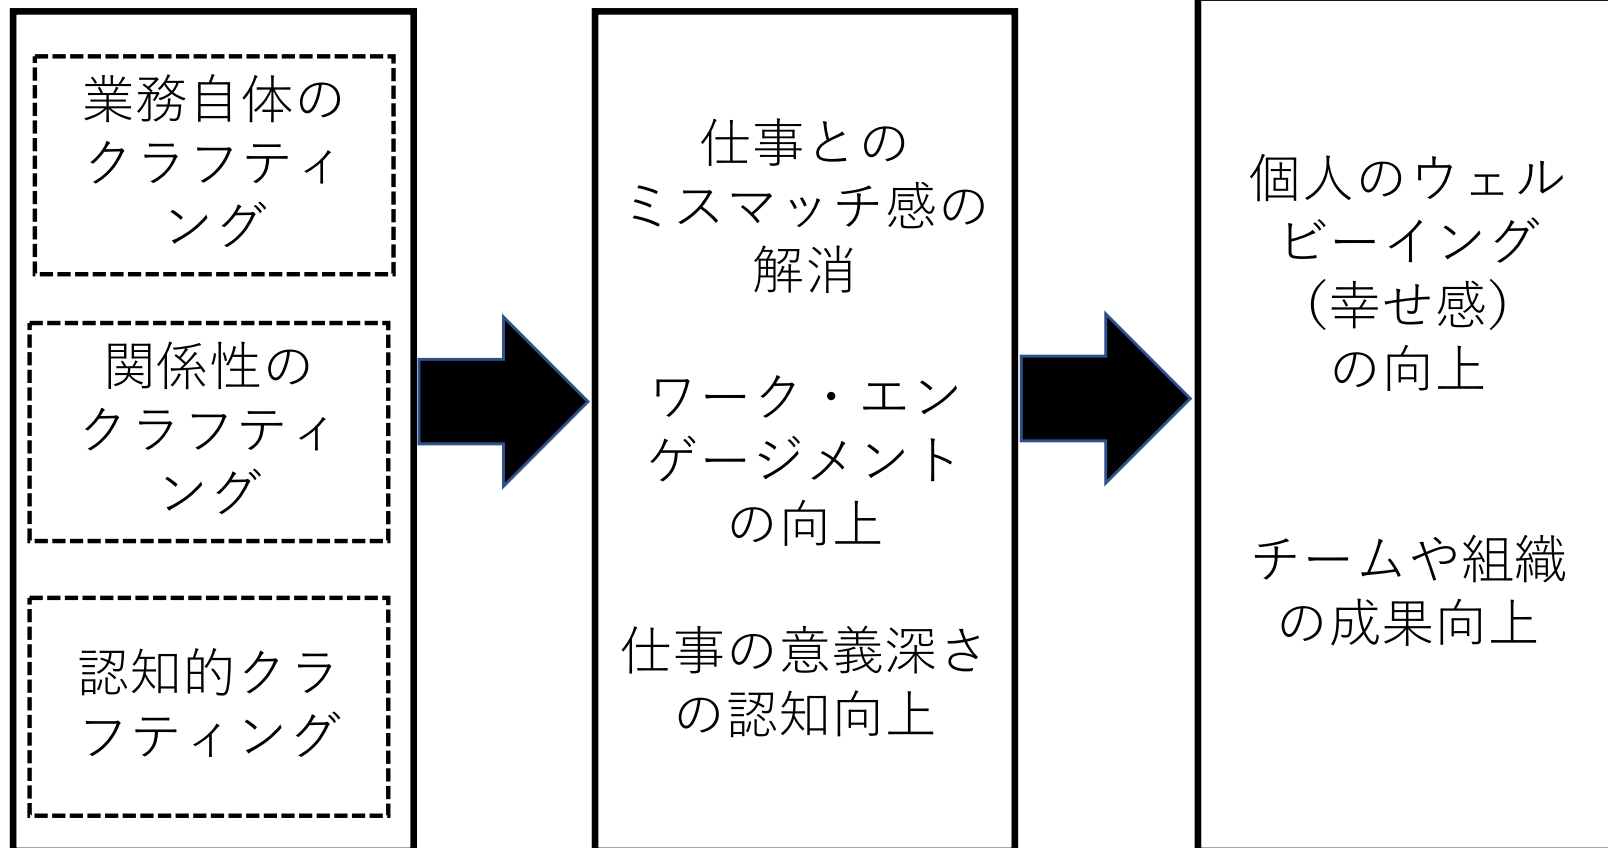 業務自体の
クラフティ
ング
関係性の
クラフティ
ング
認知的クラ
フティング
仕事との
ミスマッチ感の
解消
ワーク・エン
ゲージメント
の向上
仕事の意義深さ
の認知向上
個人のウェル
ビーイング
（幸せ感）
の向上
チームや組織
の成果向上